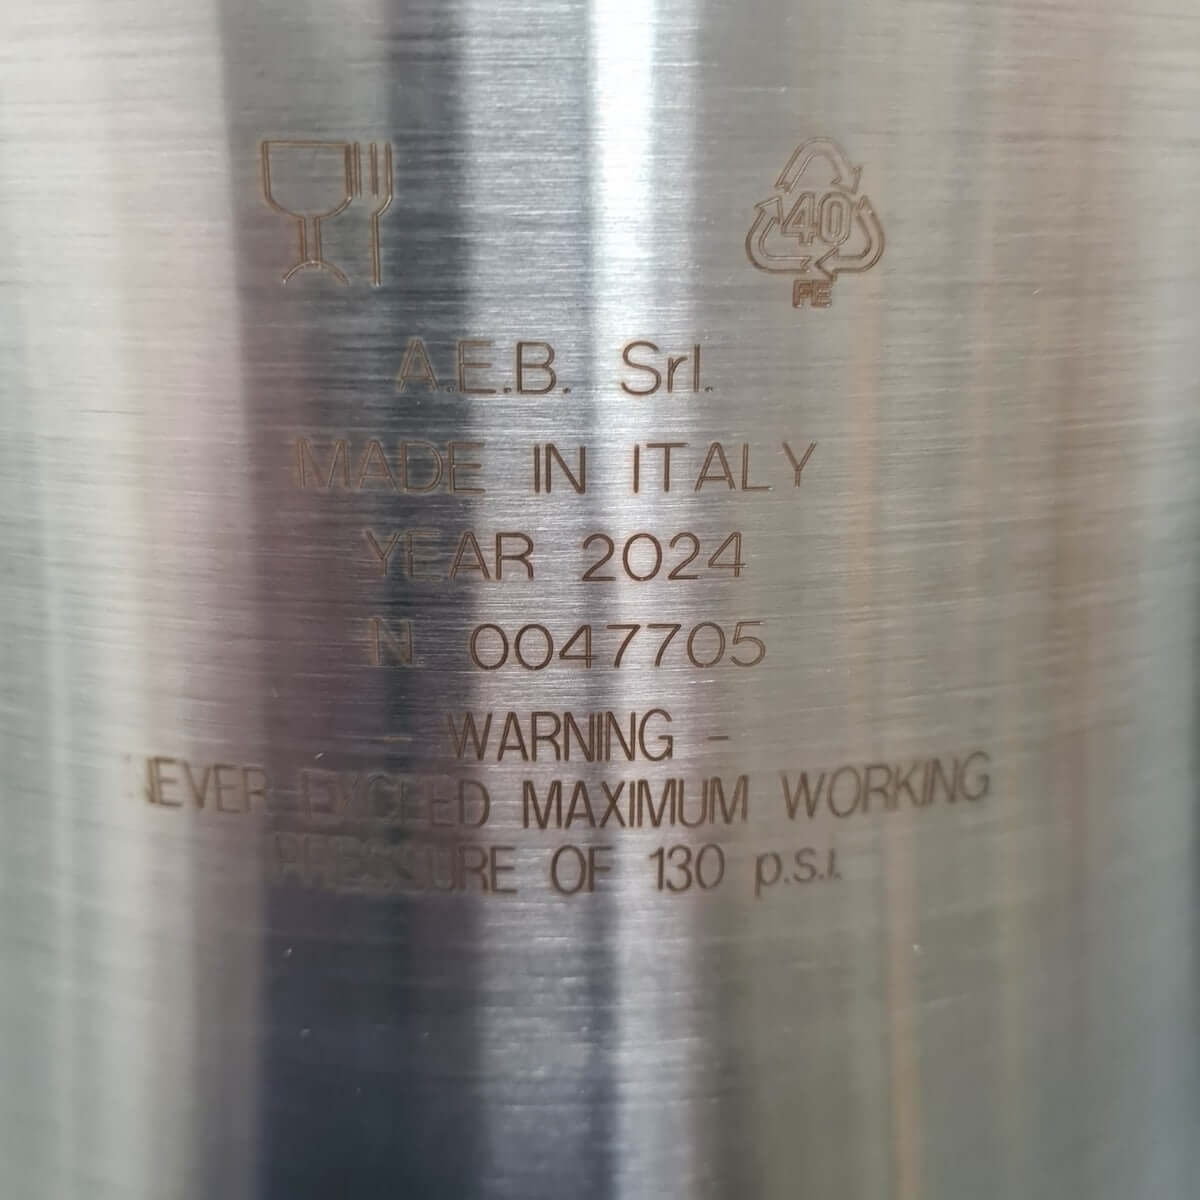 40
FE
A.E.B. Srl.
MADE IN ITALY
YEAR 2024
N 0047705
- WARNING -
NEVER EXCEED MAXIMUM WORKING
PRESSURE OF 130 p.s.i.